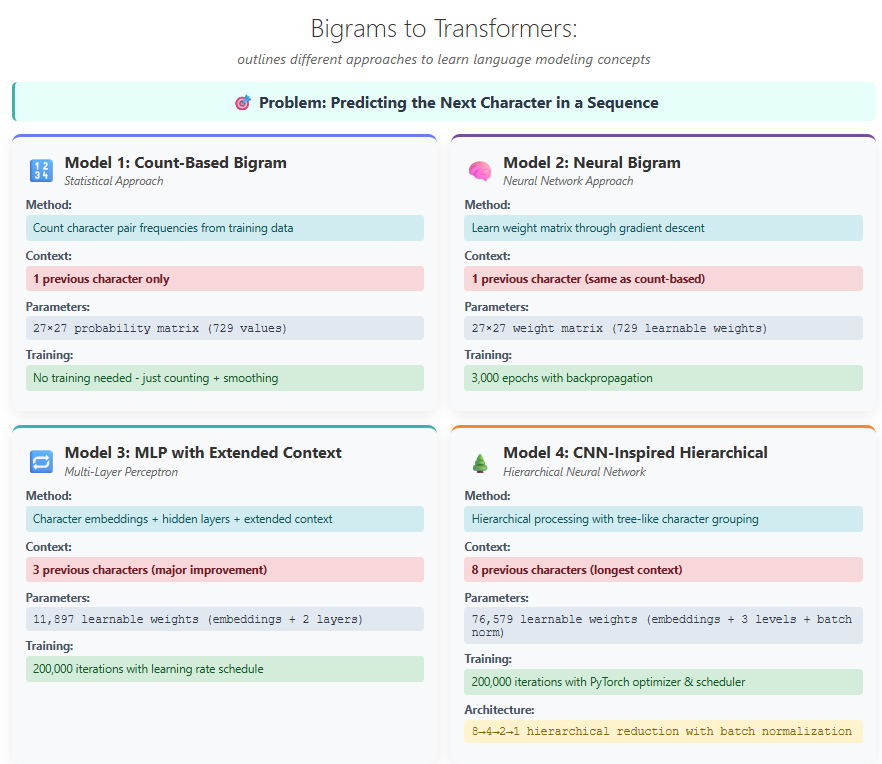 Bigrams to Transformers:
outlines different approaches to learn language modeling concepts
🎯 Problem: Predicting the Next Character in a Sequence
Model 1: Count-Based Bigram
Statistical Approach
Method:
Count character pair frequencies from training data
Context:
1 previous character only
Parameters:
27×27 probability matrix (729 values)
Training:
No training needed - just counting + smoothing
Model 2: Neural Bigram
Neural Network Approach
Method:
Learn weight matrix through gradient descent
Context:
1 previous character (same as count-based)
Parameters:
27×27 weight matrix (729 learnable weights)
Training:
3,000 epochs with backpropagation
Model 3: MLP with Extended Context
Multi-Layer Perceptron
Method:
Character embeddings + hidden layers + extended context
Context:
3 previous characters (major improvement)
Parameters:
11,897 learnable weights (embeddings + 2 layers)
Training:
200,000 iterations with learning rate schedule
Model 4: CNN-Inspired Hierarchical
Hierarchical Neural Network
Method:
Hierarchical processing with tree-like character grouping
Context:
8 previous characters (longest context)
Parameters:
76,579 learnable weights (embeddings + 3 levels + batch
norm)
Training:
200,000 iterations with PyTorch optimizer & scheduler
Architecture:
8→4→2→1 hierarchical reduction with batch normalization